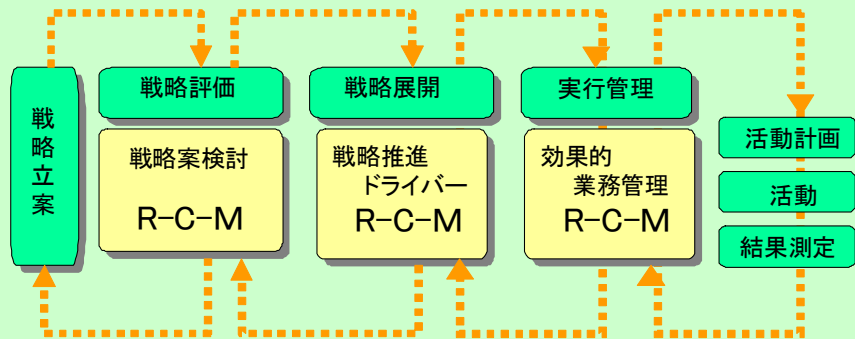 戦略立案
戦略評価
戦略案検討
R-C-M
戦略展開
戦略推進
ドライバー
R-C-M
実行管理
効果的
業務管理
R-C-M
活動計画
活動
結果測定